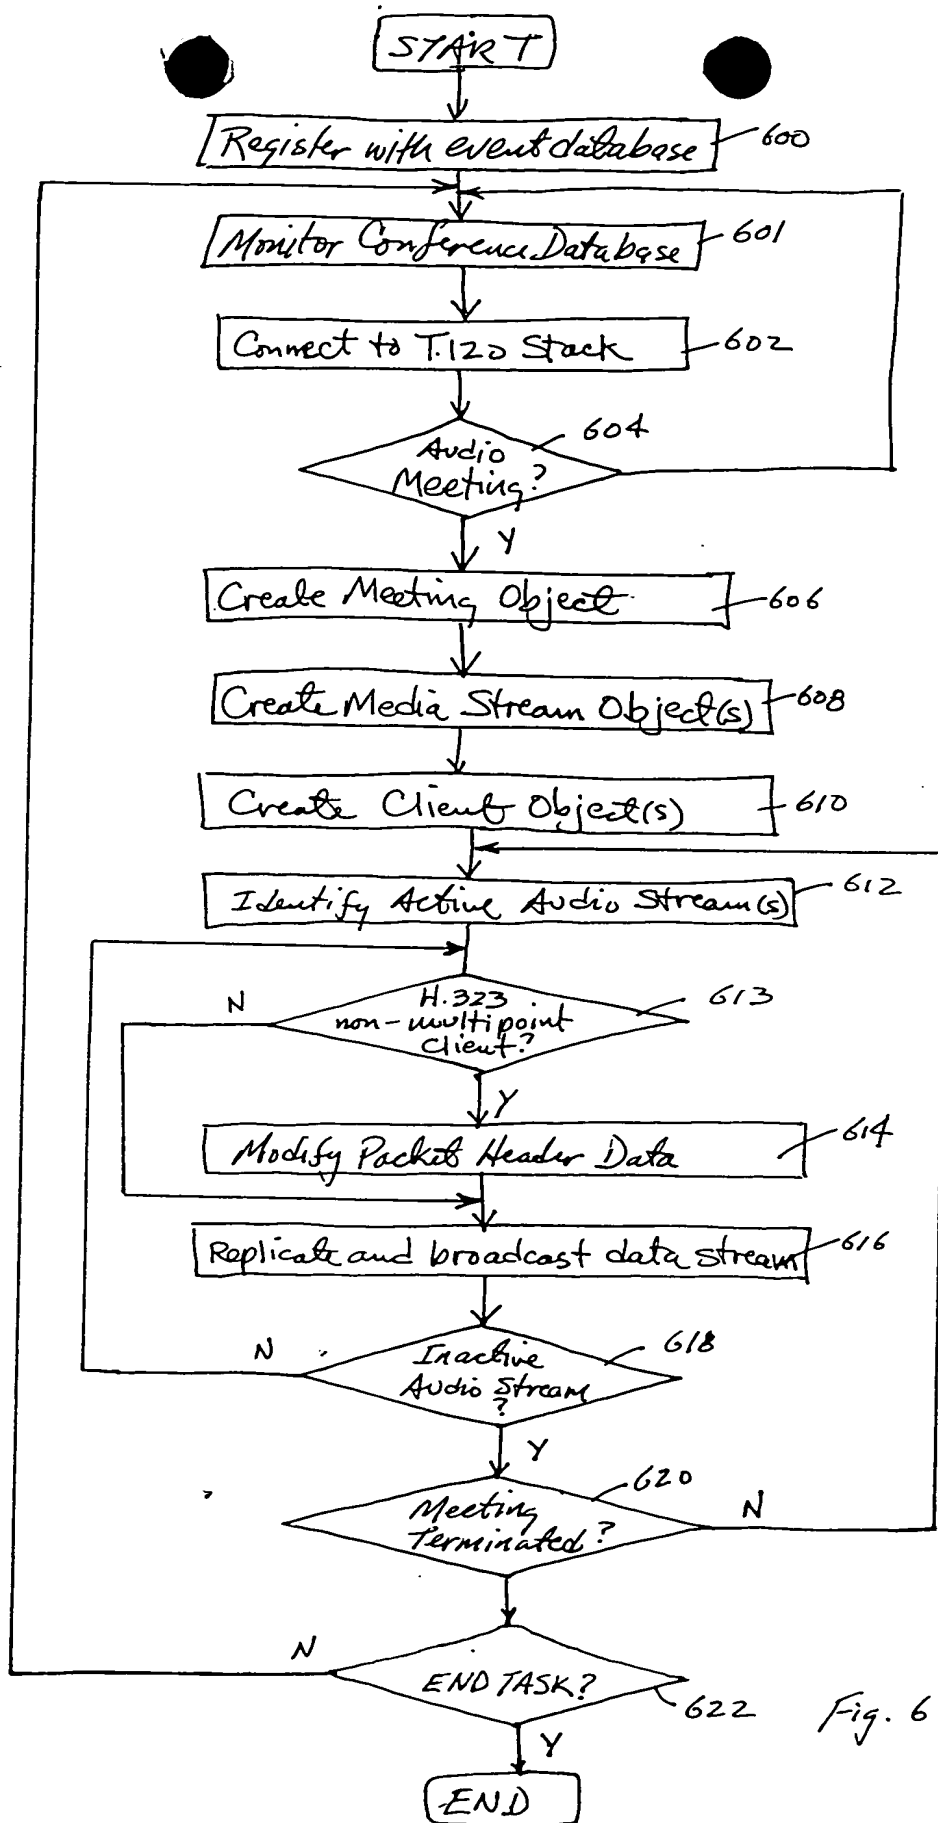 START
Register with event database 600
Monitor Conference Database 601
Connect to T.120 Stack 602
604
Audio
Meeting?
Y
Create Meeting Object 606
Create Media Stream Object(s) 608
Create Client Object(s) 610
Identify Active Audio Stream(s) 612
N
H.323
non-multipoint
Client?
613
Y
Modify Packet Header Data 614
Replicate and broadcast data stream 616
N
Inactive
Audio Stream
?
618
Y
620
Meeting
Terminated?
N
N
END TASK?
622
Y
Fig. 6
END